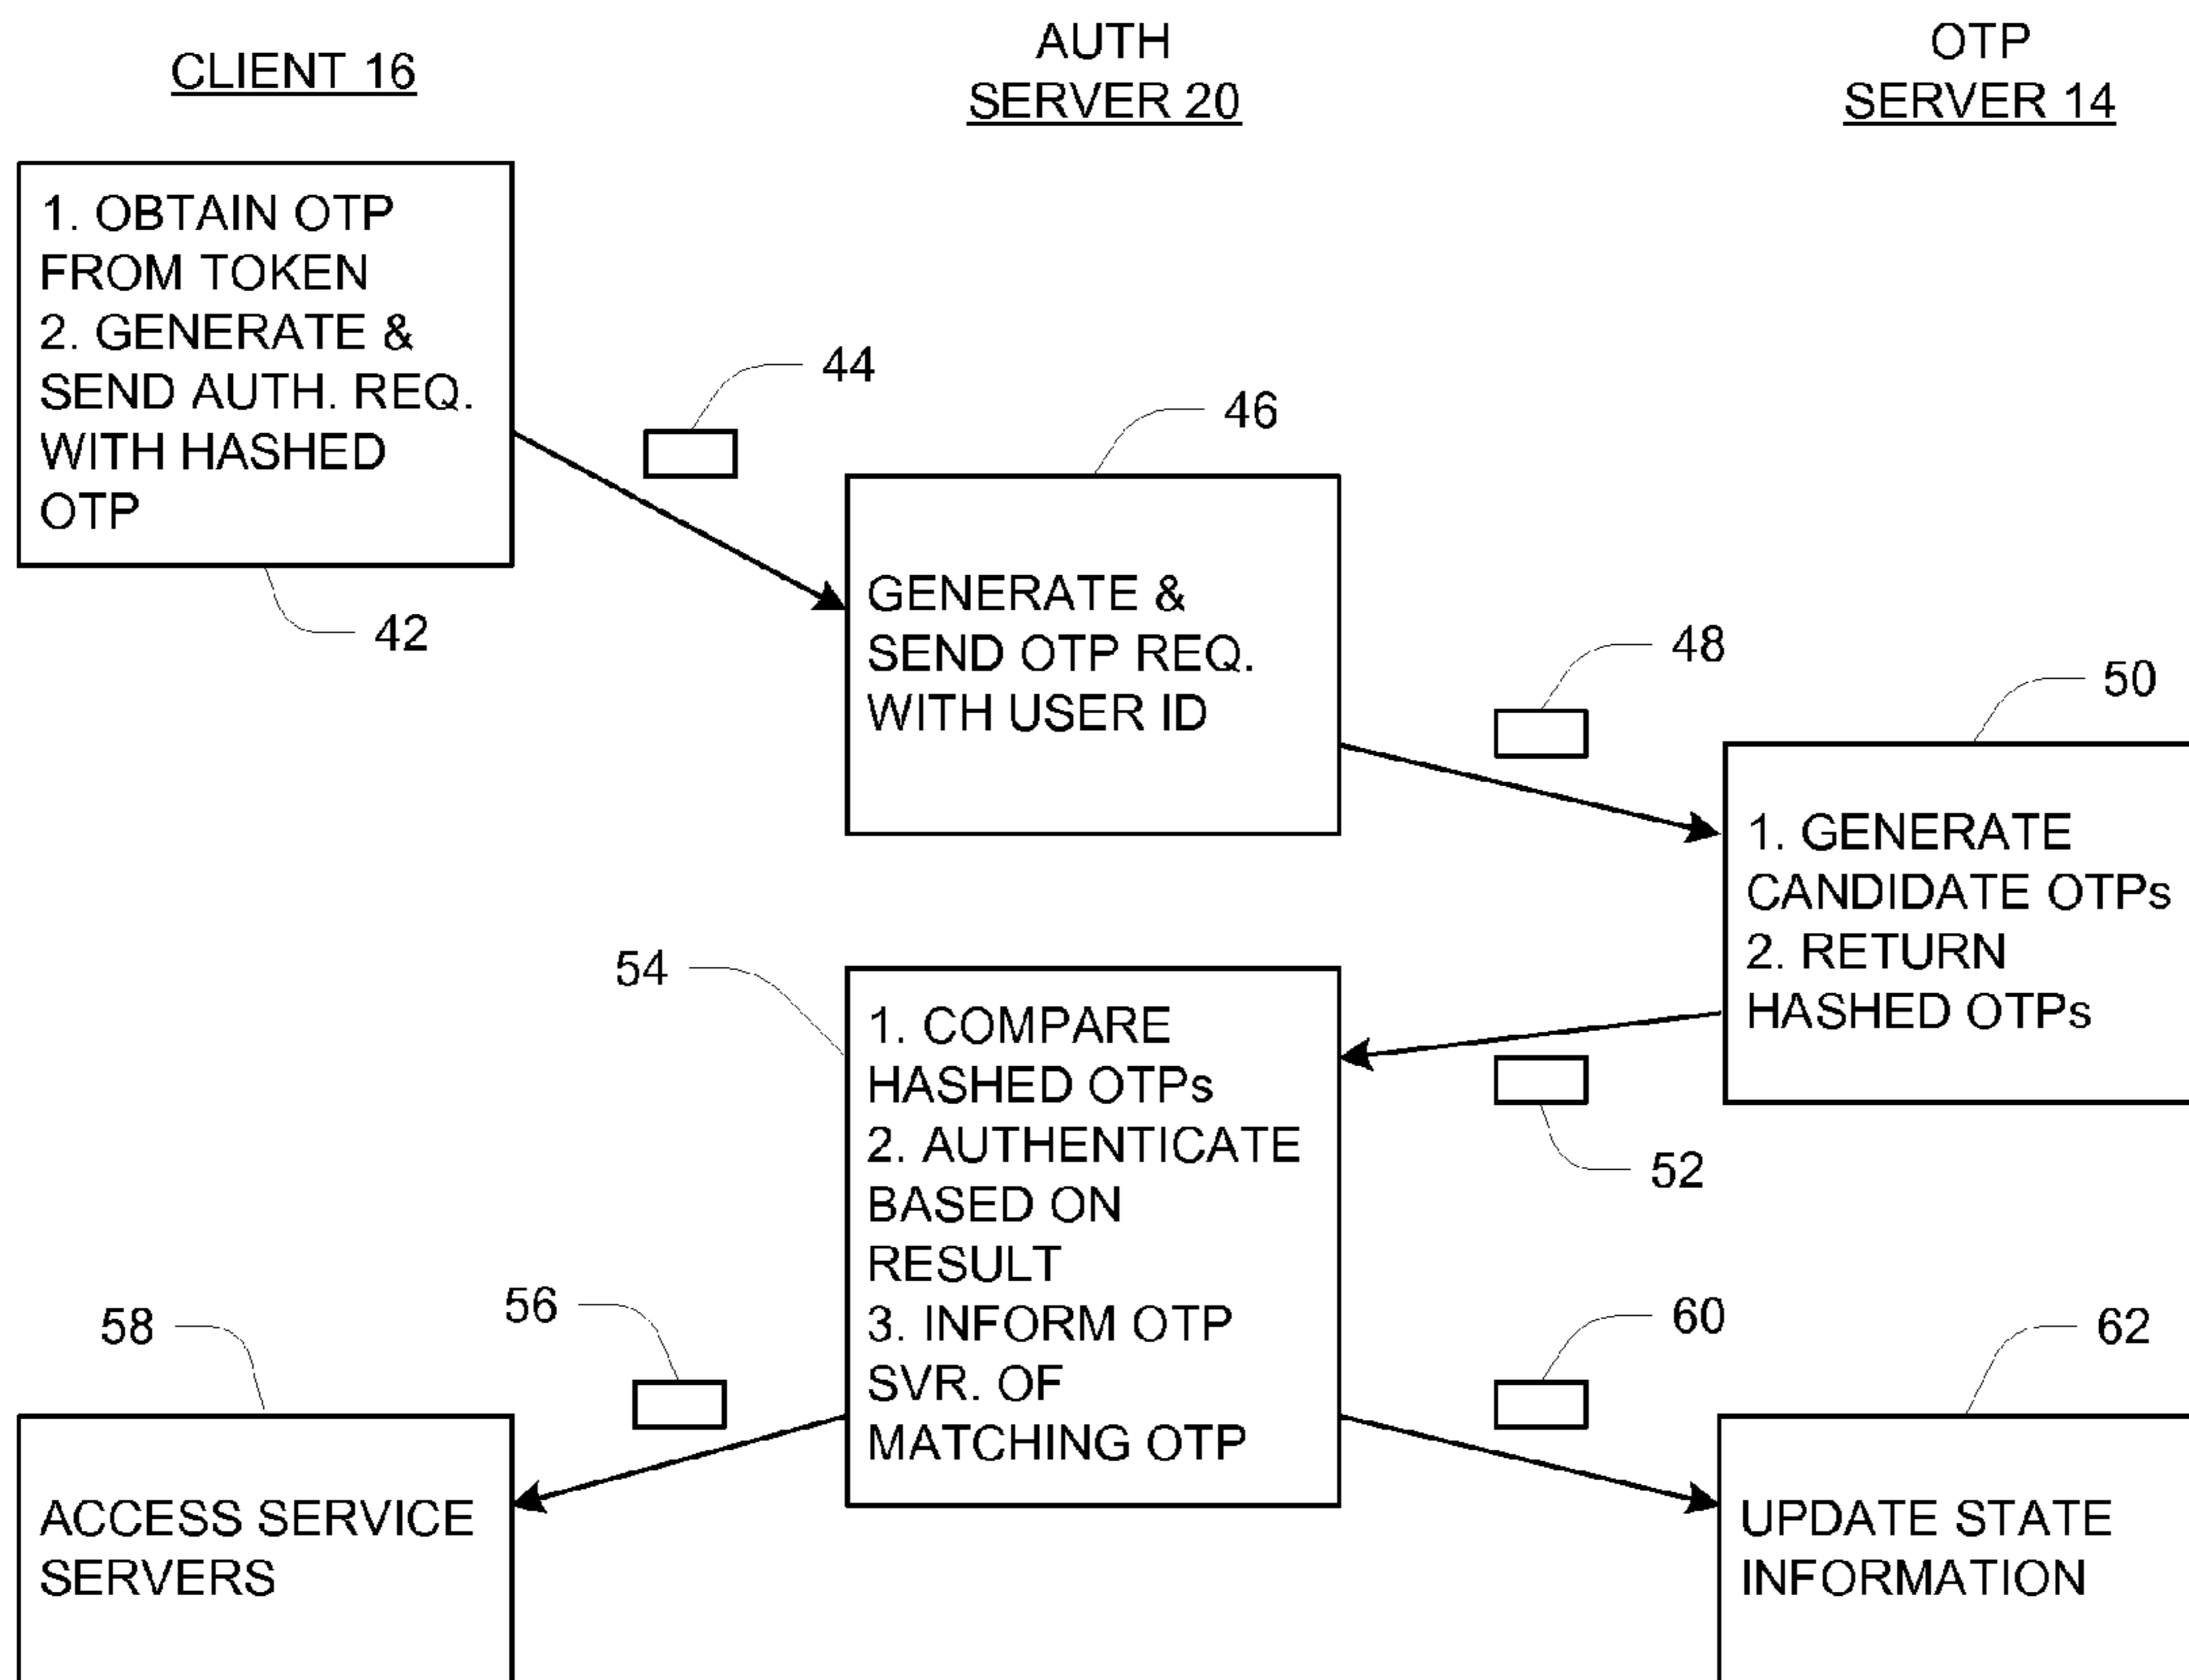 CLIENT 16
AUTH
SERVER 20
OTP
SERVER 14
1. OBTAIN OTP
FROM TOKEN
2. GENERATE &
SEND AUTH. REQ.
WITH HASHED
OTP
42
44
46
GENERATE &
SEND OTP REQ.
WITH USER ID
48
50
1. GENERATE
CANDIDATE OTPs
2. RETURN
HASHED OTPs
52
54
1. COMPARE
HASHED OTPs
2. AUTHENTICATE
BASED ON
RESULT
3. INFORM OTP
SVR. OF
MATCHING OTP
56
58
ACCESS SERVICE
SERVERS
60
62
UPDATE STATE
INFORMATION